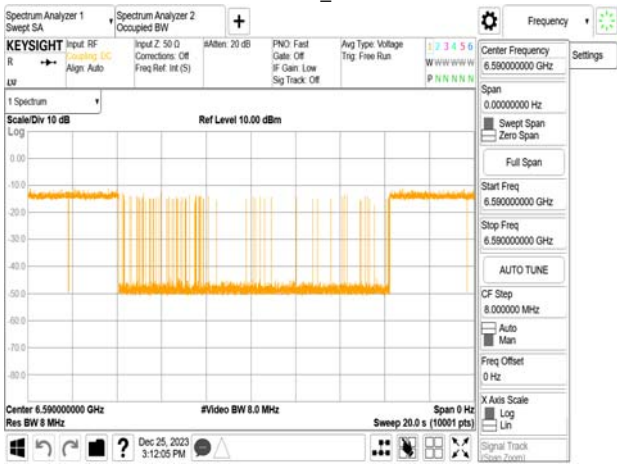 Spectrum Analyzer 1
Swept SA
Spectrum Analyzer 2
Occupied BW
+
Frequency
KEYSIGHT
R
Input: RF
Coupling: DC
Align: Auto
Input Z: 50 Ω
Corrections: Off
Freq Ref: Int (S)
#Atten: 20 dB
PNO: Fast
Gate: Off
IF Gain: Low
Sig Track: Off
Avg Type: Voltage
Trig: Free Run
1 2 3 4 5 6
W W W W W W
P N N N N N
1 Spectrum
Scale/Div 10 dB
Ref Level 10.00 dBm
Log
0.00
-10.0
-20.0
-30.0
-40.0
-50.0
-60.0
-70.0
-80.0
Center 6.590000000 GHz
#Video BW 8.0 MHz
Span 0 Hz
Res BW 8 MHz
Sweep 20.0 s (10001 pts)
Dec 25, 2023
3:12:05 PM
?
Center Frequency
6.590000000 GHz
Settings
Span
0.00000000 Hz
Swept Span
Zero Span
Full Span
Start Freq
6.590000000 GHz
Stop Freq
6.590000000 GHz
AUTO TUNE
CF Step
8.000000 MHz
Auto
Man
Freq Offset
0 Hz
X Axis Scale
Log
Lin
Signal Track
(Span Zoom)